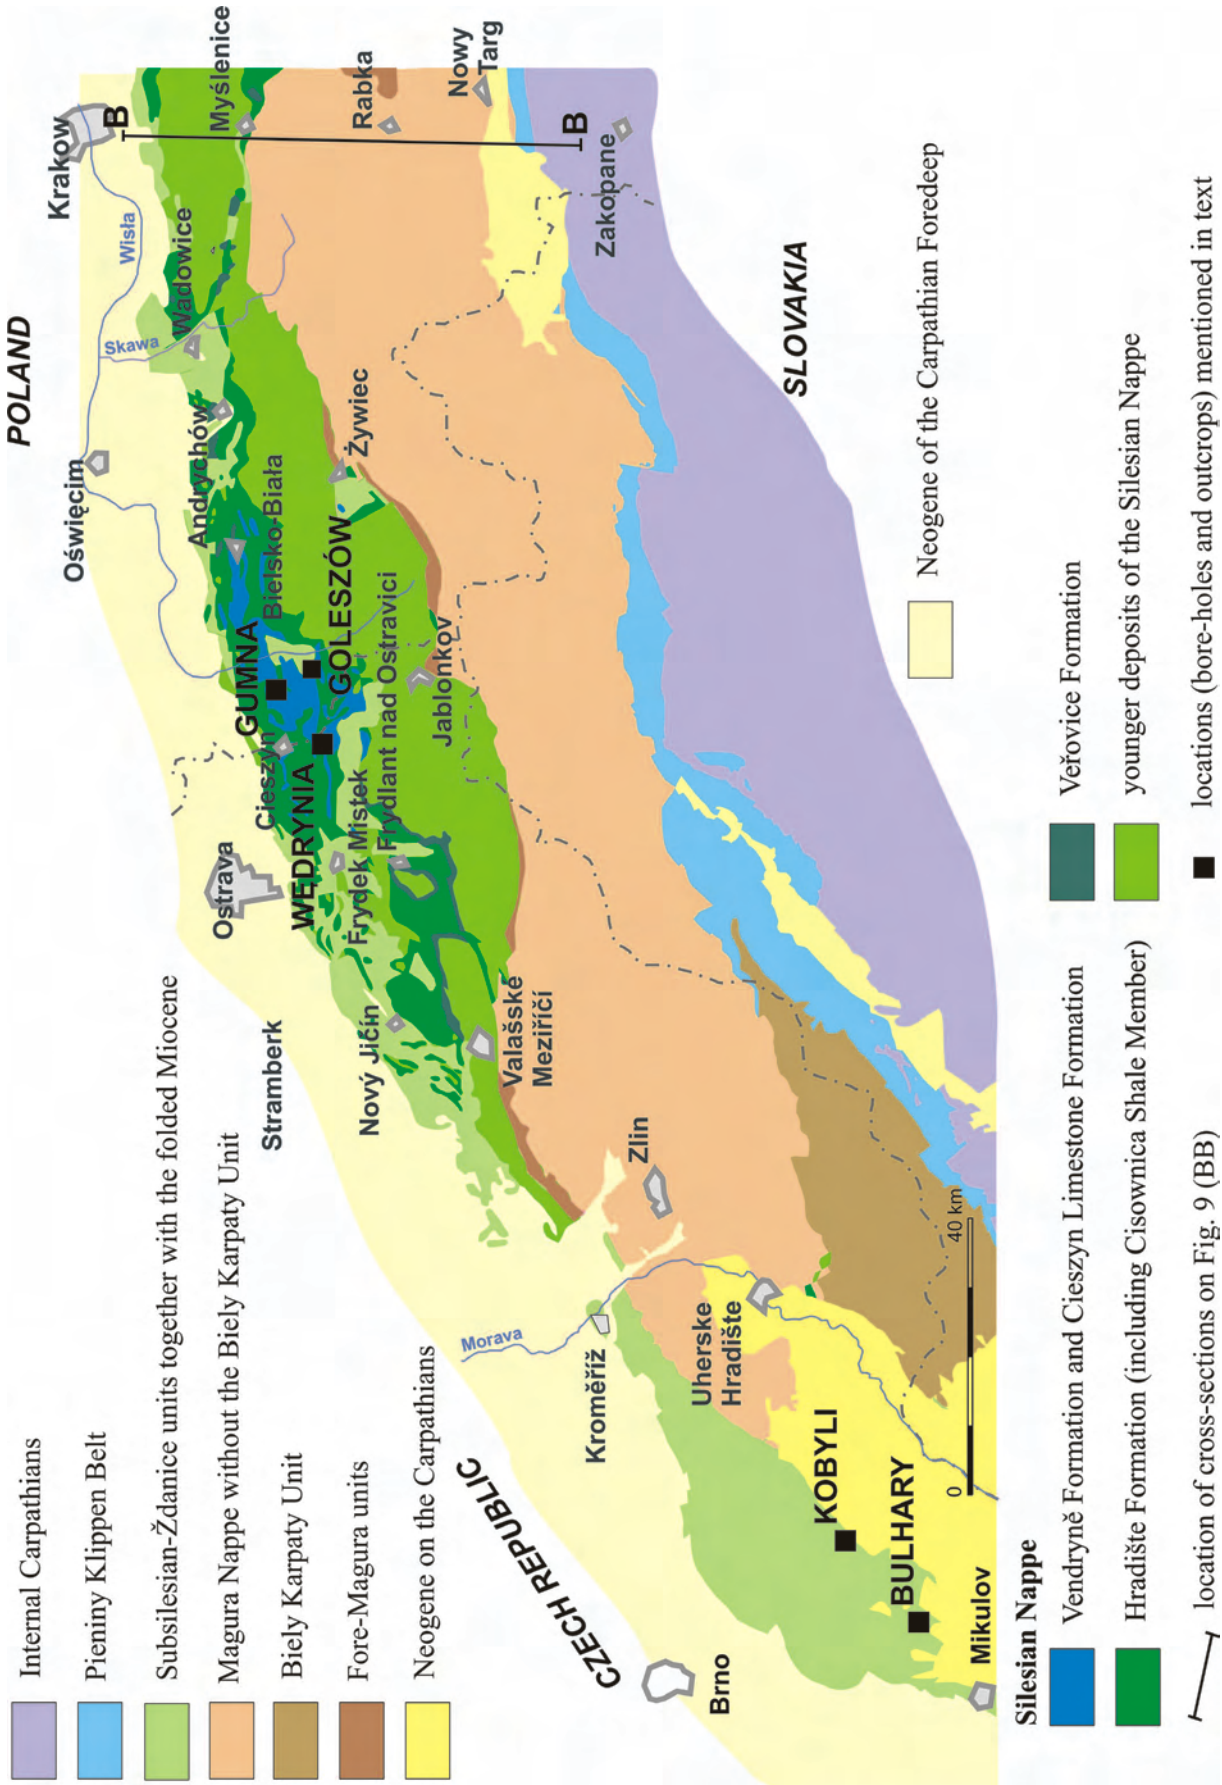 POLAND
Krakow
B
Myślenice
Rabka
Nowy
Targ
B
Zakopane
Wisła
Wadowice
Skawa
Oświęcim
Andrychów
Bielsko-Biała
Żywiec
GUMNA
GOLESZÓW
Cieszyn
WĘDRYNIA
Ostrava
Frydek Mistek
Frydlant nad Ostravici
Jablonkov
SLOVAKIA
Stramberk
Nový Jičín
Valašske
Meziříčí
Zlin
Morava
Kroměříž
Uherske
Hradište
CZECH REPUBLIC
Brno
KOBYLI
BULHARY
Mikulov
0
40 km
Internal Carpathians
Pieniny Klippen Belt
Subsilesian-Ždanice units together with the folded Miocene
Magura Nappe without the Biely Karpaty Unit
Biely Karpaty Unit
Fore-Magura units
Neogene on the Carpathians
Neogene of the Carpathian Foredeep
Silesian Nappe
Vendryně Formation and Cieszyn Limestone Formation
Hradište Formation (including Cisownica Shale Member)
Veřovice Formation
younger deposits of the Silesian Nappe
location of cross-sections on Fig. 9 (BB)
locations (bore-holes and outcrops) mentioned in text